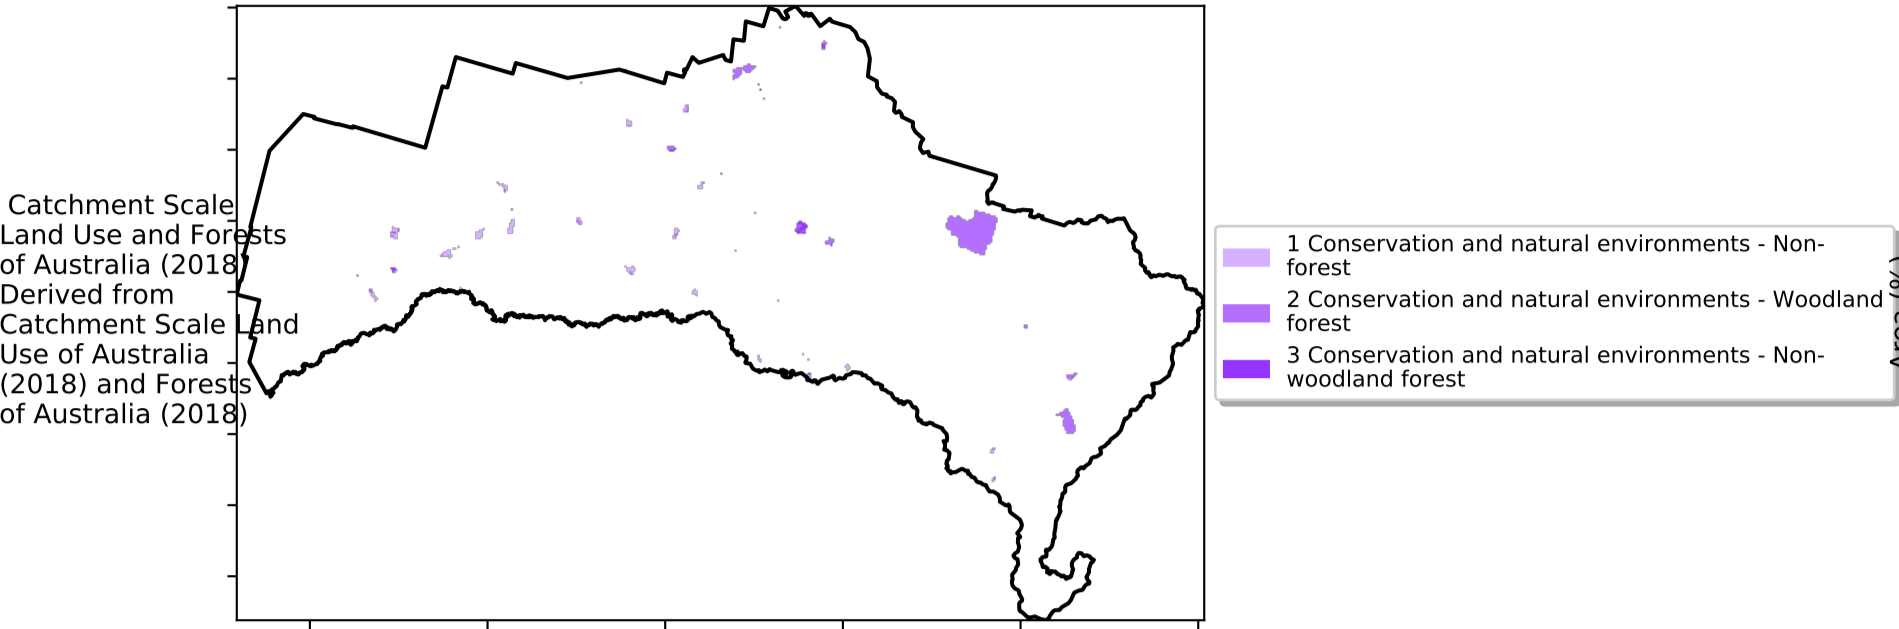 Catchment Scale
Land Use and Forests
of Australia (2018)
Derived from
Catchment Scale Land
Use of Australia
(2018) and Forests
of Australia (2018)
1 Conservation and natural environments - Non-
forest
2 Conservation and natural environments - Woodland
forest
3 Conservation and natural environments - Non-
woodland forest